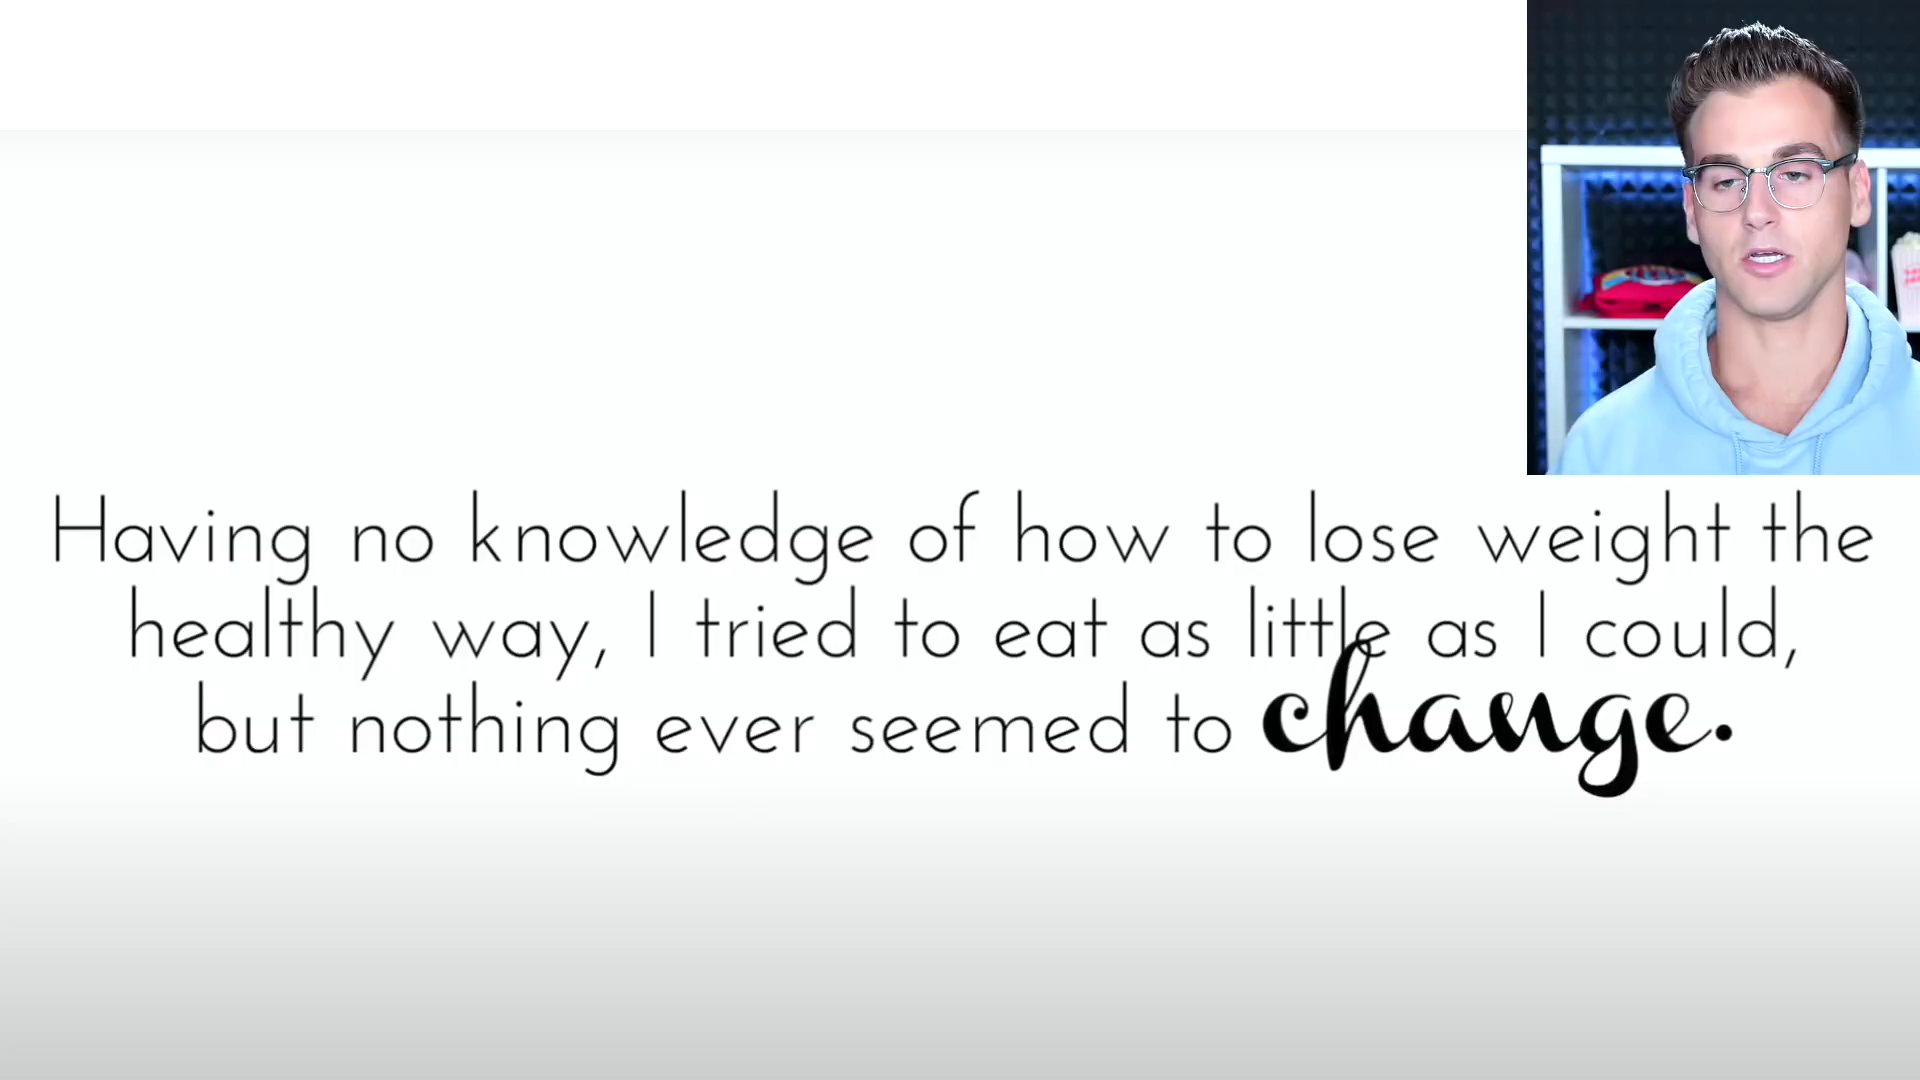 Having no knowledge of how to lose weight the
healthy way, I tried to eat as little as I could,
but nothing ever seemed to change.